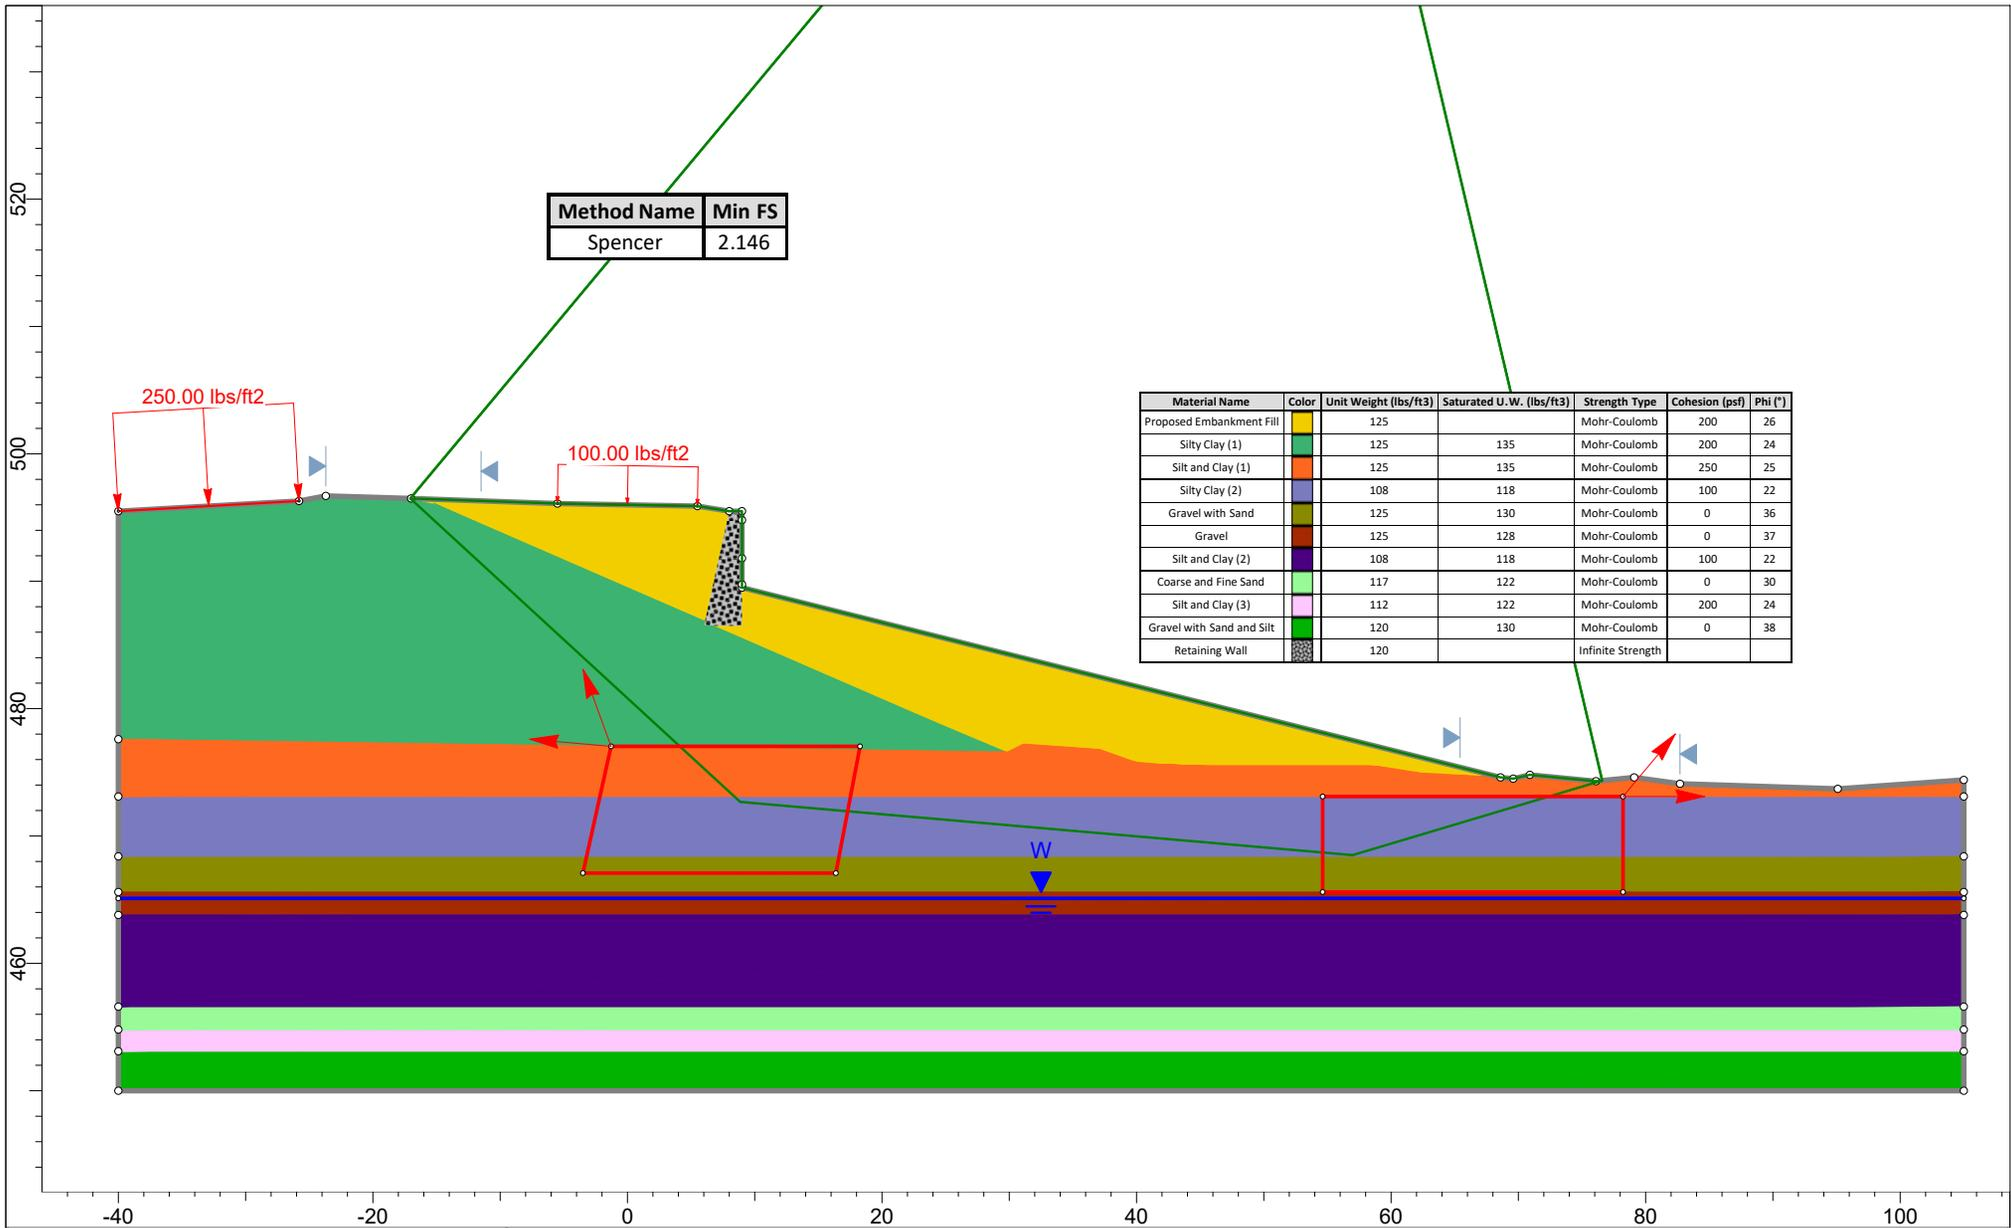 520
Method Name Min FS
Spencer 2.146
250.00 lbs/ft2
500
100.00 lbs/ft2
Material Name Color Unit Weight (lbs/ft3) Saturated U.W. (lbs/ft3) Strength Type Cohesion (psf) Phi (°)
Proposed Embankment Fill 125 Mohr-Coulomb 200 26
Silty Clay (1) 125 135 Mohr-Coulomb 200 24
Silt and Clay (1) 125 135 Mohr-Coulomb 250 25
Silty Clay (2) 108 118 Mohr-Coulomb 100 22
Gravel with Sand 125 130 Mohr-Coulomb 0 36
Gravel 125 128 Mohr-Coulomb 0 37
Silt and Clay (2) 108 118 Mohr-Coulomb 100 22
Coarse and Fine Sand 117 122 Mohr-Coulomb 0 30
Silt and Clay (3) 112 122 Mohr-Coulomb 200 24
Gravel with Sand and Silt 120 130 Mohr-Coulomb 0 38
Retaining Wall 120 Infinite Strength
480
W
460
-40 -20 0 20 40 60 80 100